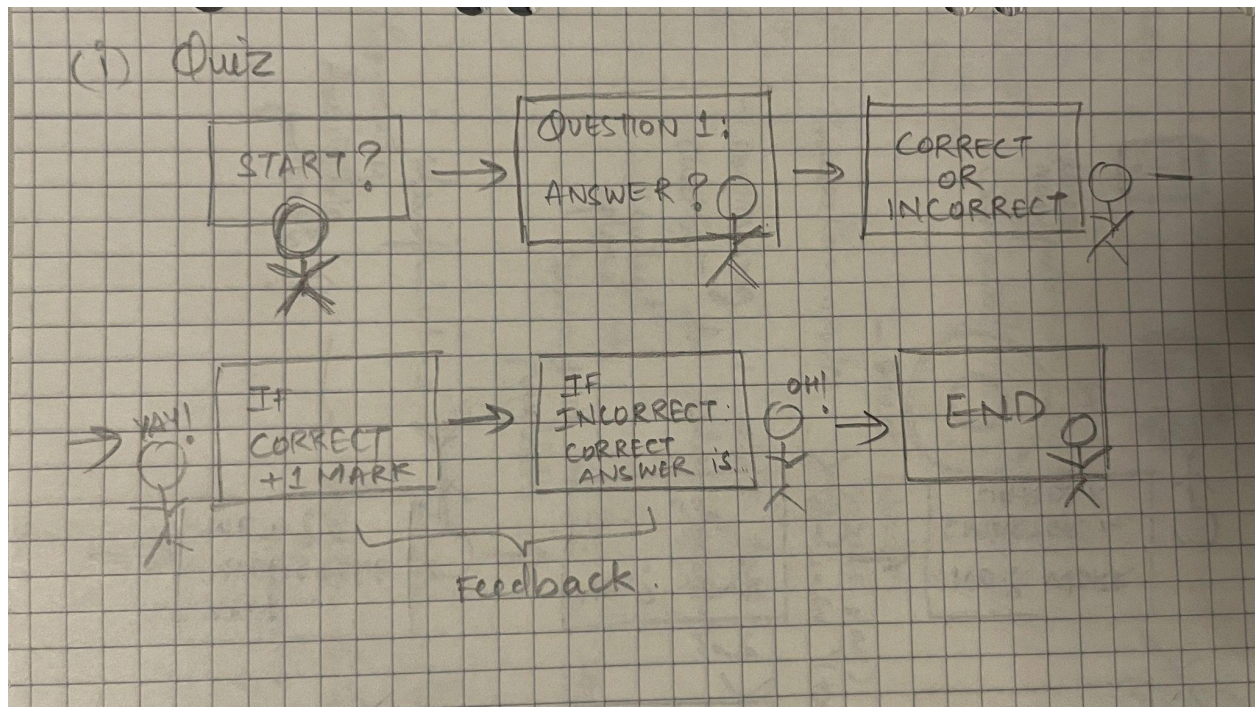 (i) Quiz
START?
QUESTION 1:
ANSWER?
CORRECT
OR
INCORRECT
YAY!
IF
CORRECT
+1 MARK
IF
INCORRECT:
CORRECT
ANSWER is..
OH!
END
Feedback.